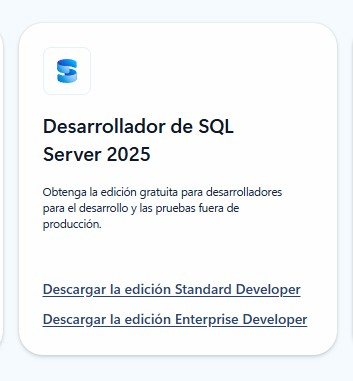 Desarrollador de SQL
Server 2025
Obtenga la edición gratuita para desarrolladores
para el desarrollo y las pruebas fuera de
producción.
Descargar la edición Standard Developer
Descargar la edición Enterprise Developer